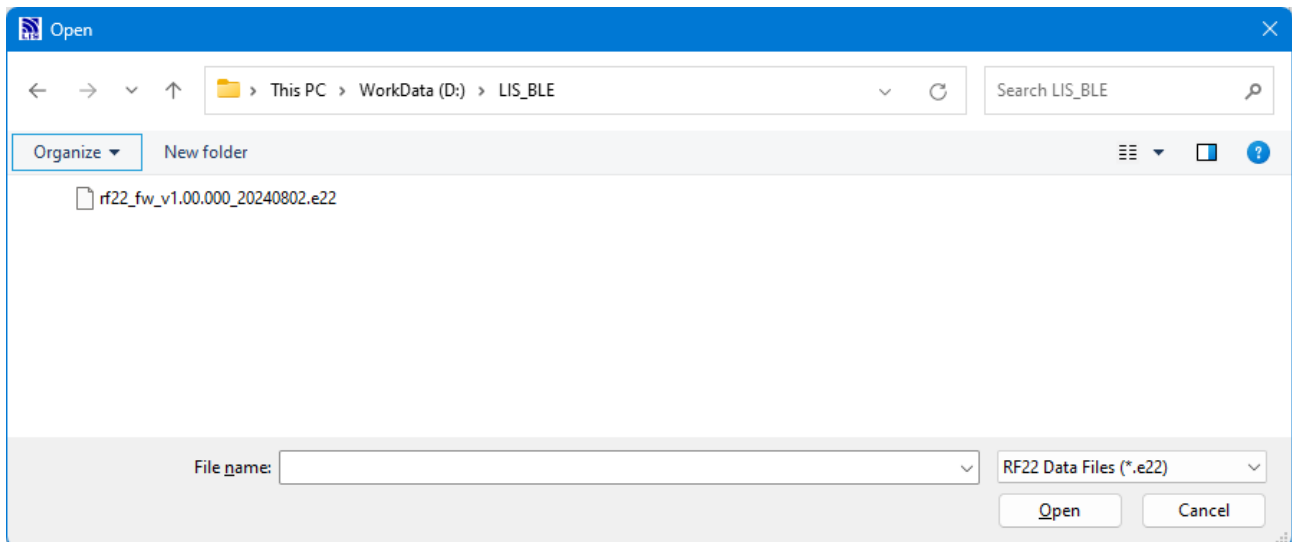 Open
This PC > WorkData (D:) > LIS_BLE
Search LIS_BLE
Organize
New folder
rf22_fw_v1.00.000_20240802.e22
File name:
RF22 Data Files (*.e22)
Open
Cancel